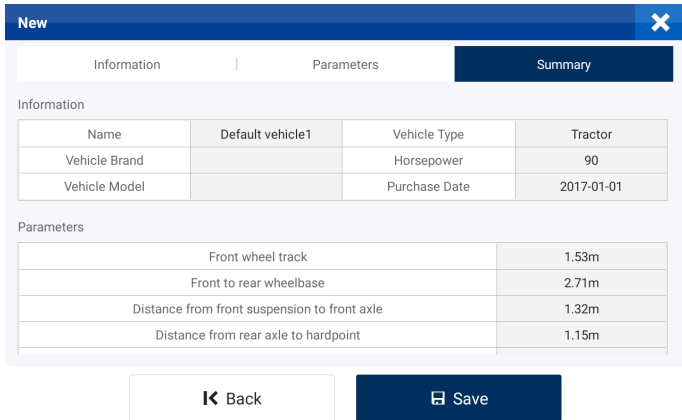 New
Information | Parameters Summary
Information
Name Default vehicle1 Vehicle Type Tractor
Vehicle Brand Horsepower 90
Vehicle Model Purchase Date 2017-01-01
Parameters
Front wheel track 1.53m
Front to rear wheelbase 2.71m
Distance from front suspension to front axle 1.32m
Distance from rear axle to hardpoint 1.15m
Back Save